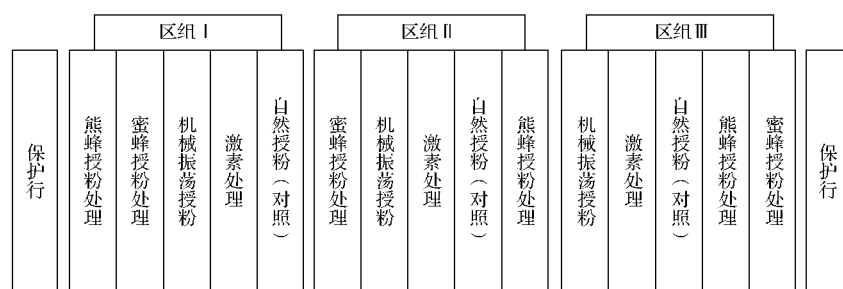 区组Ⅰ
区组Ⅱ
区组Ⅲ
保护行
熊蜂授粉处理
蜜蜂授粉处理
机械振荡授粉
激素处理
自然授粉(对照)
蜜蜂授粉处理
机械振荡授粉
激素处理
自然授粉(对照)
熊蜂授粉处理
机械振荡授粉
激素处理
自然授粉(对照)
熊蜂授粉处理
蜜蜂授粉处理
保护行